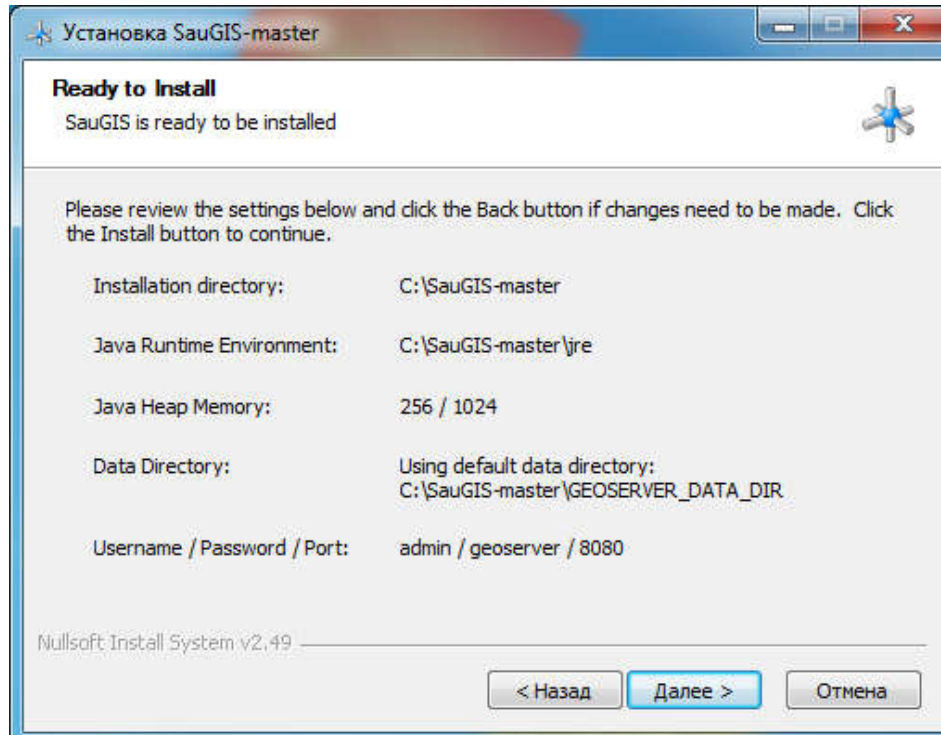 Установка SauGIS-master
Ready to Install
SauGIS is ready to be installed
Please review the settings below and click the Back button if changes need to be made.  Click
the Install button to continue.
Installation directory: C:\SauGIS-master
Java Runtime Environment: C:\SauGIS-master\jre
Java Heap Memory: 256 / 1024
Data Directory: Using default data directory:
C:\SauGIS-master\GEOSERVER_DATA_DIR
Username / Password / Port: admin / geoserver / 8080
Nullsoft Install System v2.49
< Назад Далее > Отмена